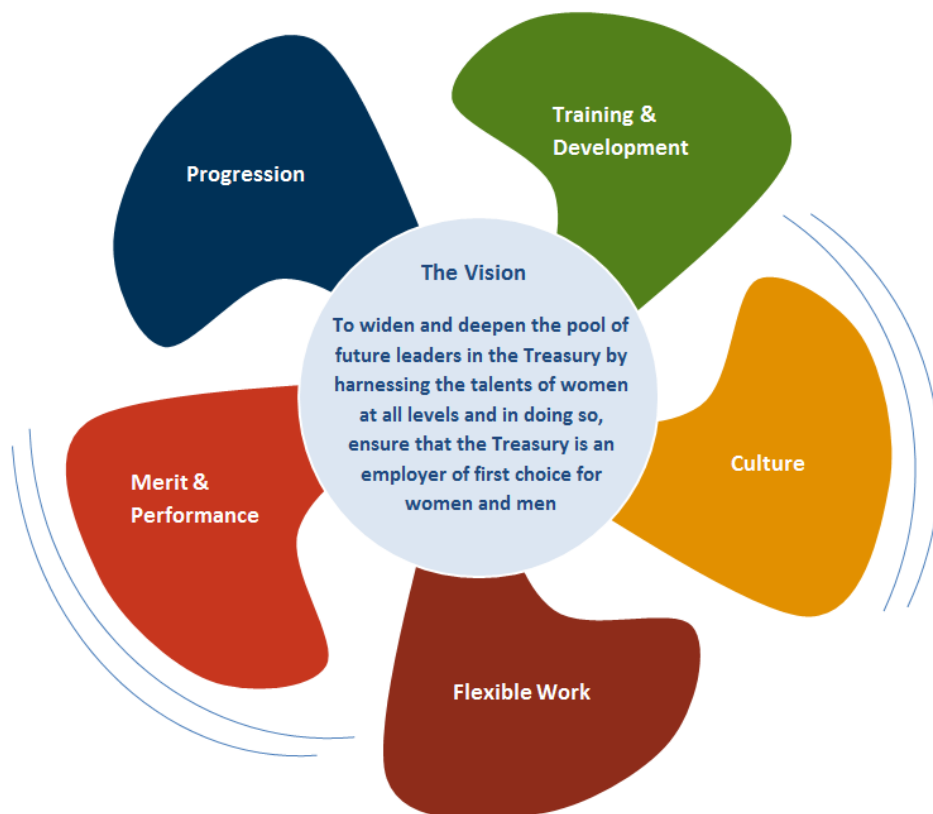 Training &
Development
Progression
The Vision
To widen and deepen the pool of
future leaders in the Treasury by
harnessing the talents of women
at all levels and in doing so,
ensure that the Treasury is an
employer of first choice for
women and men
Culture
Merit &
Performance
Flexible Work